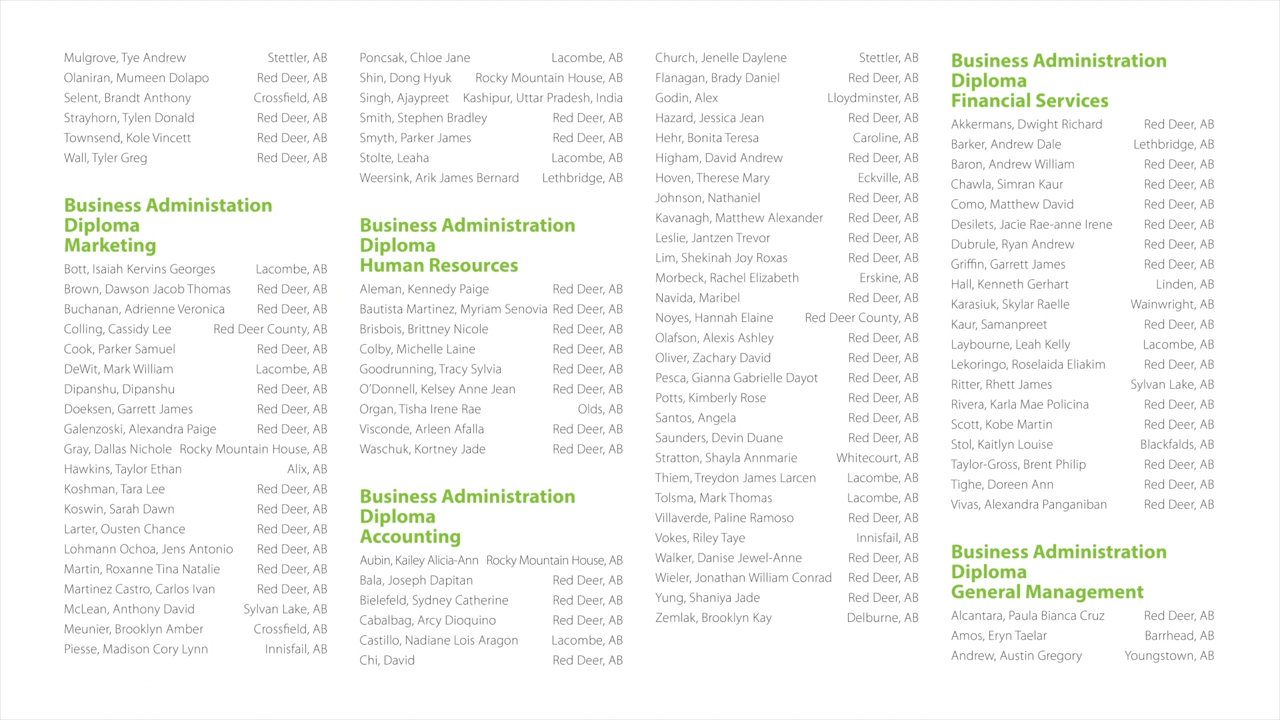 Mulgrove, Tye Andrew Stettler, AB
Olaniran, Mumeen Dolapo Red Deer, AB
Selent, Brandt Anthony Crossfield, AB
Strayhorn, Tylen Donald Red Deer, AB
Townsend, Kole Vincett Red Deer, AB
Wall, Tyler Greg Red Deer, AB
Business Administation
Diploma
Marketing
Bott, Isaiah Kervins Georges Lacombe, AB
Brown, Dawson Jacob Thomas Red Deer, AB
Buchanan, Adrienne Veronica Red Deer, AB
Colling, Cassidy Lee Red Deer County, AB
Cook, Parker Samuel Red Deer, AB
DeWit, Mark William Lacombe, AB
Dipanshu, Dipanshu Red Deer, AB
Doeksen, Garrett James Red Deer, AB
Galenzoski, Alexandra Paige Red Deer, AB
Gray, Dallas Nichole Rocky Mountain House, AB
Hawkins, Taylor Ethan Alix, AB
Koshman, Tara Lee Red Deer, AB
Koswin, Sarah Dawn Red Deer, AB
Larter, Ousten Chance Red Deer, AB
Lohmann Ochoa, Jens Antonio Red Deer, AB
Martin, Roxanne Tina Natalie Red Deer, AB
Martinez Castro, Carlos Ivan Red Deer, AB
McLean, Anthony David Sylvan Lake, AB
Meunier, Brooklyn Amber Crossfield, AB
Piesse, Madison Cory Lynn Innisfail, AB
Poncsak, Chloe Jane Lacombe, AB
Shin, Dong Hyuk Rocky Mountain House, AB
Singh, Ajaypreet Kashipur, Uttar Pradesh, India
Smith, Stephen Bradley Red Deer, AB
Smyth, Parker James Red Deer, AB
Stolte, Leaha Lacombe, AB
Weersink, Arik James Bernard Lethbridge, AB
Business Administration
Diploma
Human Resources
Aleman, Kennedy Paige Red Deer, AB
Bautista Martinez, Myriam Senovia Red Deer, AB
Brisbois, Brittney Nicole Red Deer, AB
Colby, Michelle Laine Red Deer, AB
Goodrunning, Tracy Sylvia Red Deer, AB
O'Donnell, Kelsey Anne Jean Red Deer, AB
Organ, Tisha Irene Rae Olds, AB
Visconde, Arleen Afalla Red Deer, AB
Waschuk, Kortney Jade Red Deer, AB
Business Administration
Diploma
Accounting
Aubin, Kailey Alicia-Ann Rocky Mountain House, AB
Bala, Joseph Dapitan Red Deer, AB
Bielefeld, Sydney Catherine Red Deer, AB
Cabalbag, Arcy Dioquino Red Deer, AB
Castillo, Nadiane Lois Aragon Lacombe, AB
Chi, David Red Deer, AB
Church, Jenelle Daylene Stettler, AB
Flanagan, Brady Daniel Red Deer, AB
Godin, Alex Lloydminster, AB
Hazard, Jessica Jean Red Deer, AB
Hehr, Bonita Teresa Caroline, AB
Higham, David Andrew Red Deer, AB
Hoven, Therese Mary Eckville, AB
Johnson, Nathaniel Red Deer, AB
Kavanagh, Matthew Alexander Red Deer, AB
Leslie, Jantzen Trevor Red Deer, AB
Lim, Shekinah Joy Roxas Red Deer, AB
Morbeck, Rachel Elizabeth Erskine, AB
Navida, Maribel Red Deer, AB
Noyes, Hannah Elaine Red Deer County, AB
Olafson, Alexis Ashley Red Deer, AB
Oliver, Zachary David Red Deer, AB
Pesca, Gianna Gabrielle Dayot Red Deer, AB
Potts, Kimberly Rose Red Deer, AB
Santos, Angela Red Deer, AB
Saunders, Devin Duane Red Deer, AB
Stratton, Shayla Annmarie Whitecourt, AB
Thiem, Treydon James Larcen Lacombe, AB
Tolsma, Mark Thomas Lacombe, AB
Villaverde, Paline Ramoso Red Deer, AB
Vokes, Riley Taye Innisfail, AB
Walker, Danise Jewel-Anne Red Deer, AB
Wieler, Jonathan William Conrad Red Deer, AB
Yung, Shaniya Jade Red Deer, AB
Zemlak, Brooklyn Kay Delburne, AB
Business Administration
Diploma
Financial Services
Akkermans, Dwight Richard Red Deer, AB
Barker, Andrew Dale Lethbridge, AB
Baron, Andrew William Red Deer, AB
Chawla, Simran Kaur Red Deer, AB
Como, Matthew David Red Deer, AB
Desilets, Jacie Rae-anne Irene Red Deer, AB
Dubrule, Ryan Andrew Red Deer, AB
Griffin, Garrett James Red Deer, AB
Hall, Kenneth Gerhart Linden, AB
Karasiuk, Skylar Raelle Wainwright, AB
Kaur, Samanpreet Red Deer, AB
Laybourne, Leah Kelly Lacombe, AB
Lekoringo, Roselaida Eliakim Red Deer, AB
Ritter, Rhett James Sylvan Lake, AB
Rivera, Karla Mae Policina Red Deer, AB
Scott, Kobe Martin Red Deer, AB
Stol, Kaitlyn Louise Blackfalds, AB
Taylor-Gross, Brent Philip Red Deer, AB
Tighe, Doreen Ann Red Deer, AB
Vivas, Alexandra Panganiban Red Deer, AB
Business Administration
Diploma
General Management
Alcantara, Paula Bianca Cruz Red Deer, AB
Amos, Eryn Taelar Barrhead, AB
Andrew, Austin Gregory Youngstown, AB